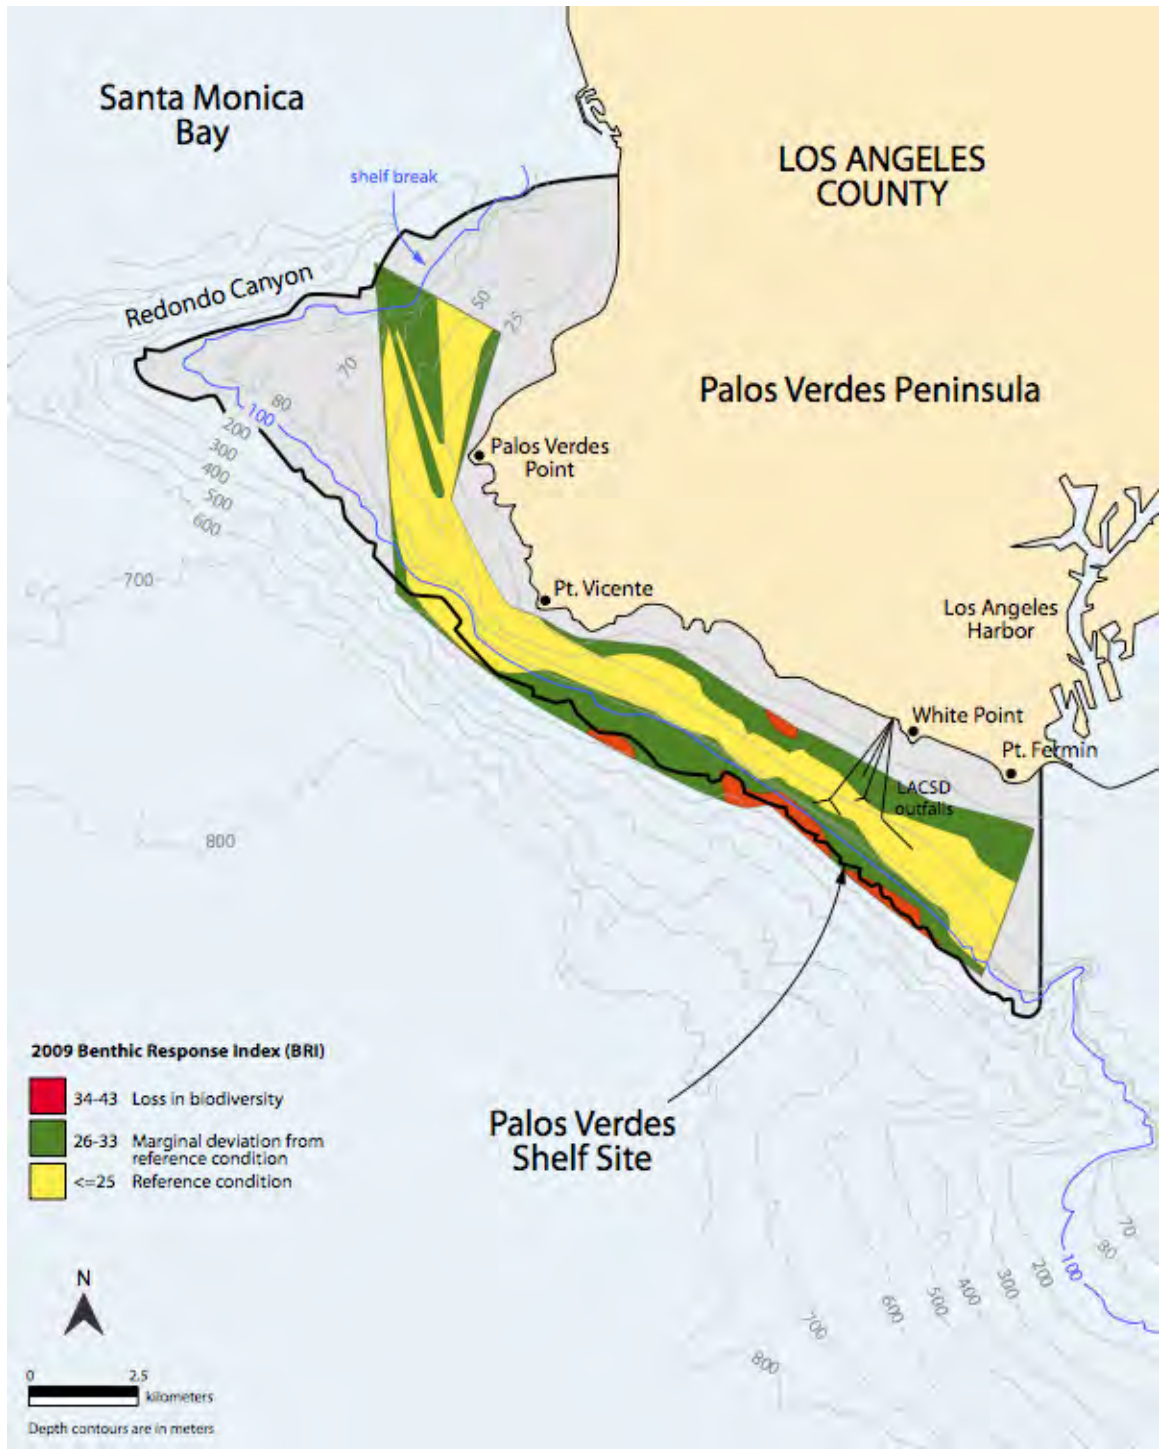 Santa Monica
Bay
LOS ANGELES
COUNTY
shelf break
Redondo Canyon
50
25
70
80
100
200
300
400
500
600
700
800
Palos Verdes Peninsula
Palos Verdes
Point
Pt. Vicente
Los Angeles
Harbor
White Point
Pt. Fermin
LACSD
outfalls
Palos Verdes
Shelf Site
2009 Benthic Response Index (BRI)
34-43 Loss in biodiversity
26-33 Marginal deviation from
reference condition
<=25 Reference condition
N
0 2.5
kilometers
Depth contours are in meters
70
80
100
200
300
400
500
600
700
800